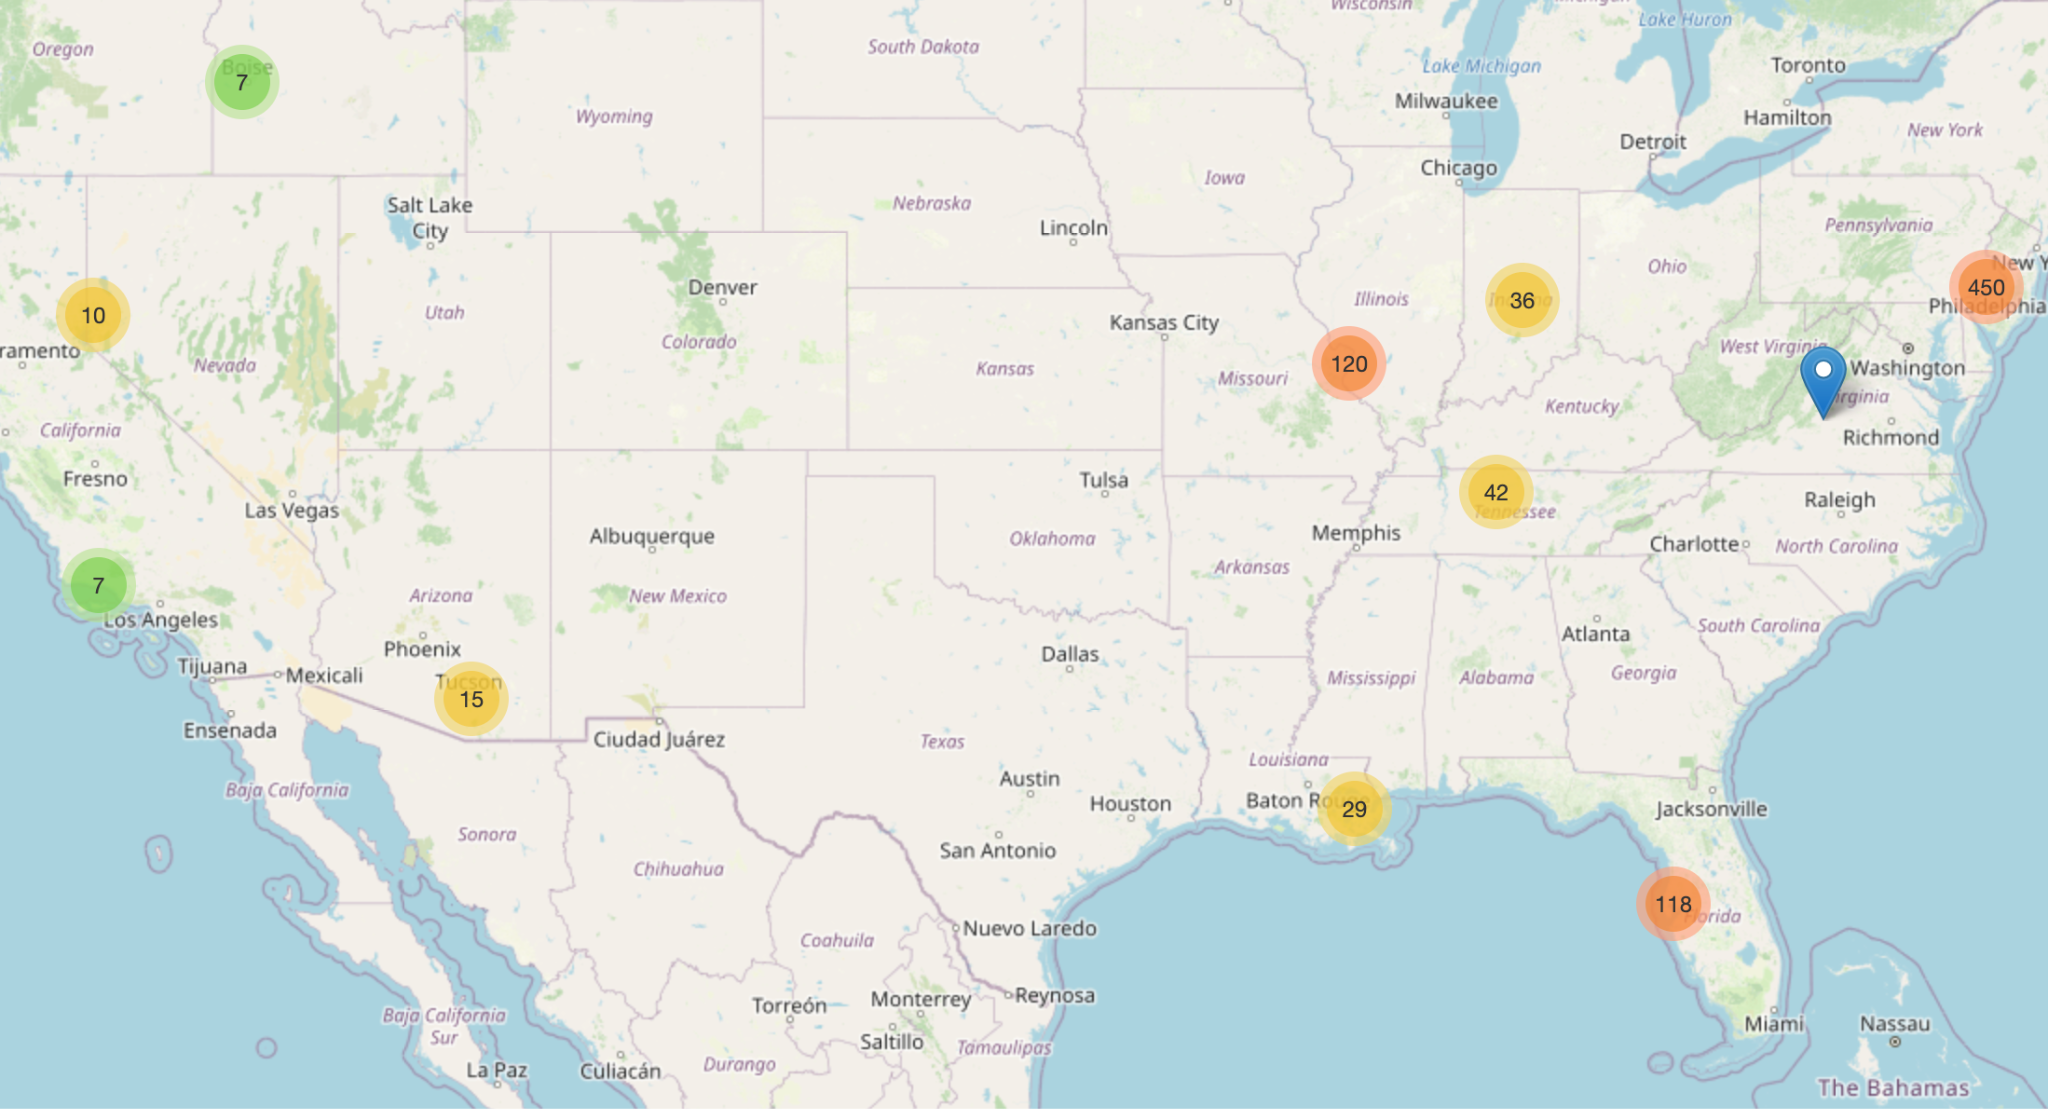 Wisconsin
Lake Huron
Oregon
South Dakota
Toronto
Lake Michigan
Boise
7
Milwaukee
Hamilton
Wyoming
New York
Detroit
Chicago
Iowa
Salt Lake
City
Nebraska
Lincoln
Pennsylvania
Ohio
New Y
Denver
450
Illinois
36
Philadelphia
Utah
10
Kansas City
Colorado
West Virginia
ramento
Nevada
Kansas
120
Missouri
Washington
Virginia
Kentucky
California
Richmond
Fresno
Tulsa
42
Tennessee
Raleigh
Las Vegas
Albuquerque
Oklahoma
Memphis
Charlotte
North Carolina
Arkansas
7
Arizona
New Mexico
Los Angeles
South Carolina
Atlanta
Phoenix
Dallas
Tijuana
Mexicali
Tucson
15
Mississippi
Alabama
Georgia
Ensenada
Ciudad Juárez
Texas
Louisiana
Baja California
Austin
Houston
Baton Rouge
29
Jacksonville
Sonora
San Antonio
Chihuahua
118
Florida
Nuevo Laredo
Coahuila
Reynosa
Torreón
Monterrey
Baja California
Sur
Miami
Nassau
Saltillo
Tamaulipas
Durango
La Paz
Culiacán
The Bahamas